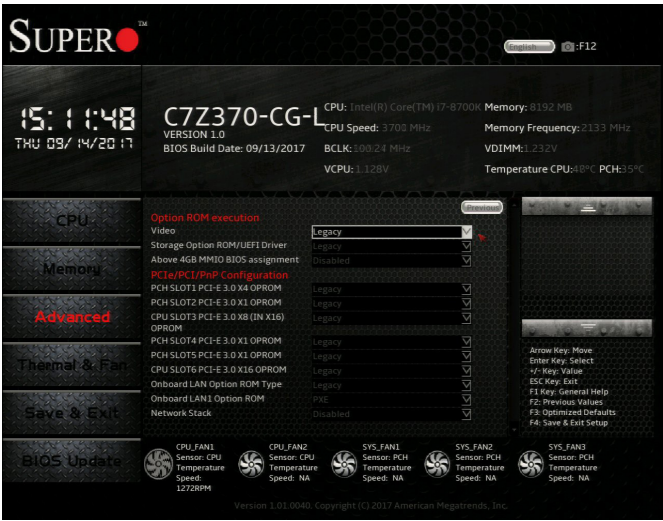 SUPER TM
English :F12
15:11:48
THU 09/14/2017
C7Z370-CG-L
VERSION 1.0
BIOS Build Date: 09/13/2017
CPU: Intel(R) Core(TM) i7-8700K
CPU Speed: 3700 MHz
BCLK:100.24 MHz
VCPU:1.128V
Memory: 8192 MB
Memory Frequency:2133 MHz
VDIMM:1.232V
Temperature CPU:48°C PCH:35°C
CPU
Memory
Advanced
Thermal & Fan
Save & Exit
BIOS Update
Previous
Option ROM execution
Video Legacy
Storage Option ROM/UEFI Driver Legacy
Above 4GB MMIO BIOS assignment Disabled
PCIe/PCI/PnP Configuration
PCH SLOT1 PCI-E 3.0 X4 OPROM Legacy
PCH SLOT2 PCI-E 3.0 X1 OPROM Legacy
CPU SLOT3 PCI-E 3.0 X8 (IN X16) Legacy
OPROM
PCH SLOT4 PCI-E 3.0 X1 OPROM Legacy
PCH SLOT5 PCI-E 3.0 X1 OPROM Legacy
CPU SLOT6 PCI-E 3.0 X16 OPROM Legacy
Onboard LAN Option ROM Type Legacy
Onboard LAN1 Option ROM PXE
Network Stack Disabled
Arrow Key: Move
Enter Key: Select
+/- Key: Value
ESC Key: Exit
F1 Key: General Help
F2: Previous Values
F3: Optimized Defaults
F4: Save & Exit Setup
CPU_FAN1
Sensor: CPU
Temperature
Speed:
1272RPM
CPU_FAN2
Sensor: CPU
Temperature
Speed: NA
SYS_FAN1
Sensor: PCH
Temperature
Speed: NA
SYS_FAN2
Sensor: PCH
Temperature
Speed: NA
SYS_FAN3
Sensor: PCH
Temperature
Speed: NA
Version 1.01.0040. Copyright (C) 2017 American Megatrends, Inc.